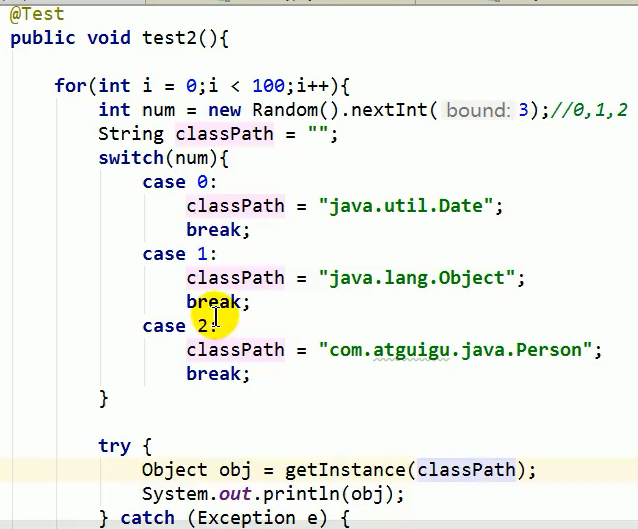 @Test
public void test2(){
for(int i = 0;i < 100;i++){
int num = new Random().nextInt( bound: 3);//0,1,2
String classPath = "";
switch(num){
case 0:
classPath = "java.util.Date";
break;
case 1:
classPath = "java.lang.Object";
break;
case 2:
classPath = "com.atguigu.java.Person";
break;
}
try {
Object obj = getInstance(classPath);
System.out.println(obj);
} catch (Exception e) {